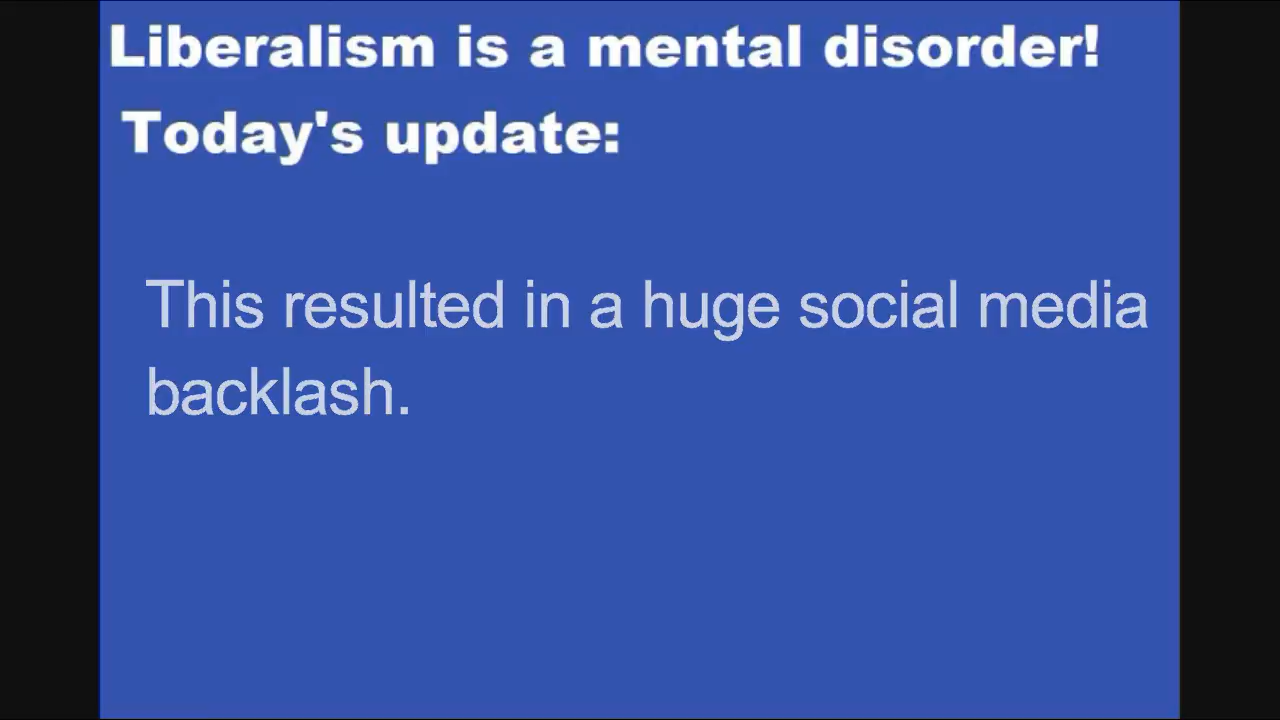 Liberalism is a mental disorder!
Today's update:
This resulted in a huge social media
backlash.